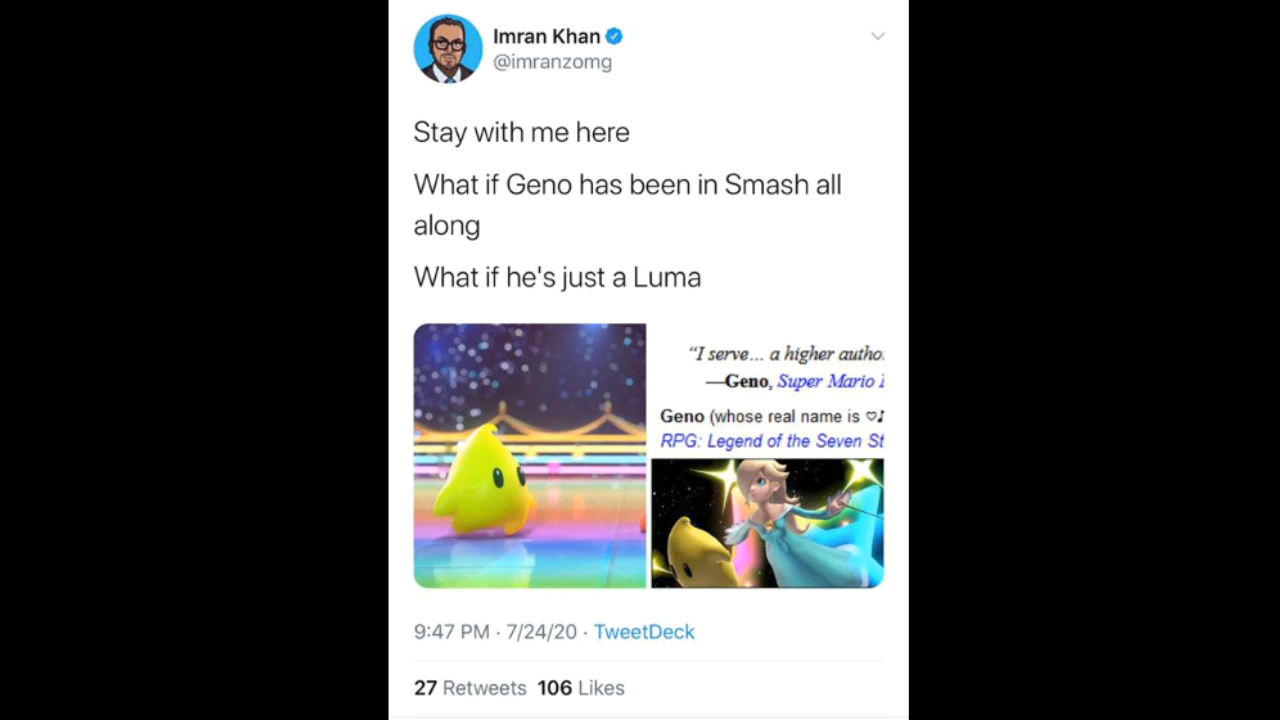 Imran Khan
@imranzomg
Stay with me here
What if Geno has been in Smash all
along
What if he's just a Luma
“I serve... a higher autho
—Geno, Super Mario
Geno (whose real name is ♡♪
RPG: Legend of the Seven St
9:47 PM · 7/24/20 · TweetDeck
27 Retweets 106 Likes